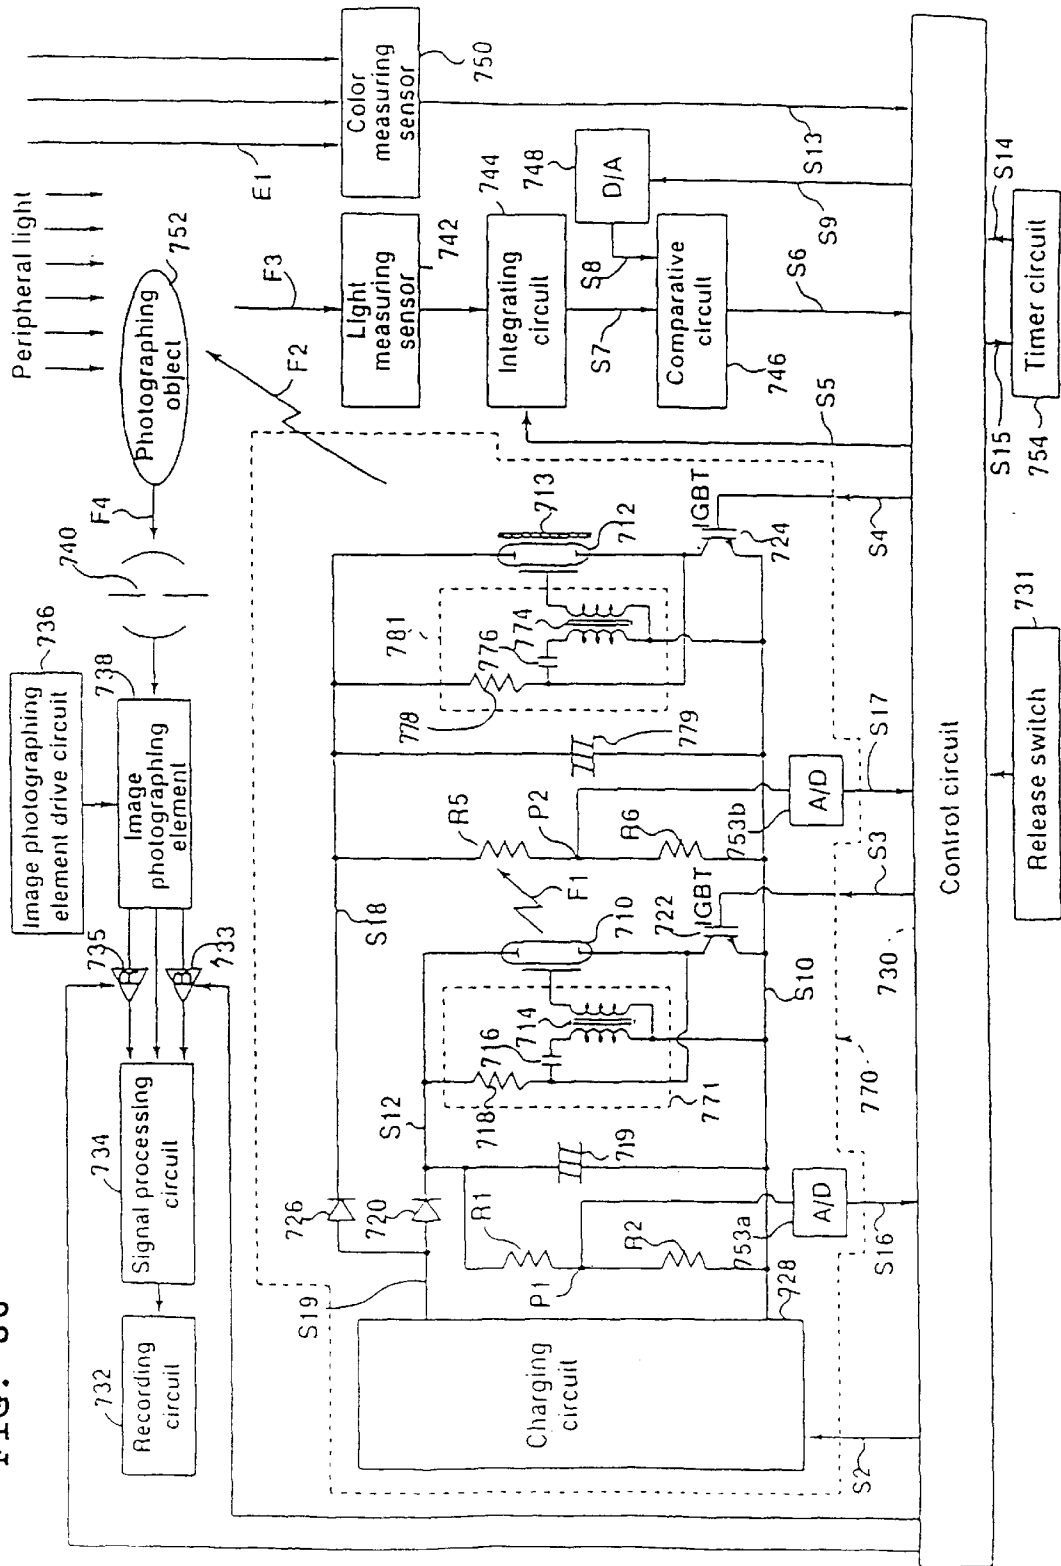 FIG.
Peripheral light
Photographing
object
752
F4
740
736
Image photographing
element drive circuit
738
Image
photographing
element
735
733
734
Signal processing
circuit
732
Recording
circuit
E1
Color
measuring
sensor
750
F3
Light
measuring
sensor
742
F2
744
Integrating
circuit
748
D/A
S8
S7
Comparative
circuit
746
S13
S9
S6
S5
713
712
IGBT
724
S4
781
776
774
778
779
R5
P2
R6
753b
A/D
S17
S18
F1
710
722
IGBT
S3
S10
716
714
718
771
S12
719
726
720
R1
R2
P1
753a
A/D
S16
728
S19
Charging
circuit
S2
770
730
Control circuit
S14
S15
Timer circuit
754
731
Release switch